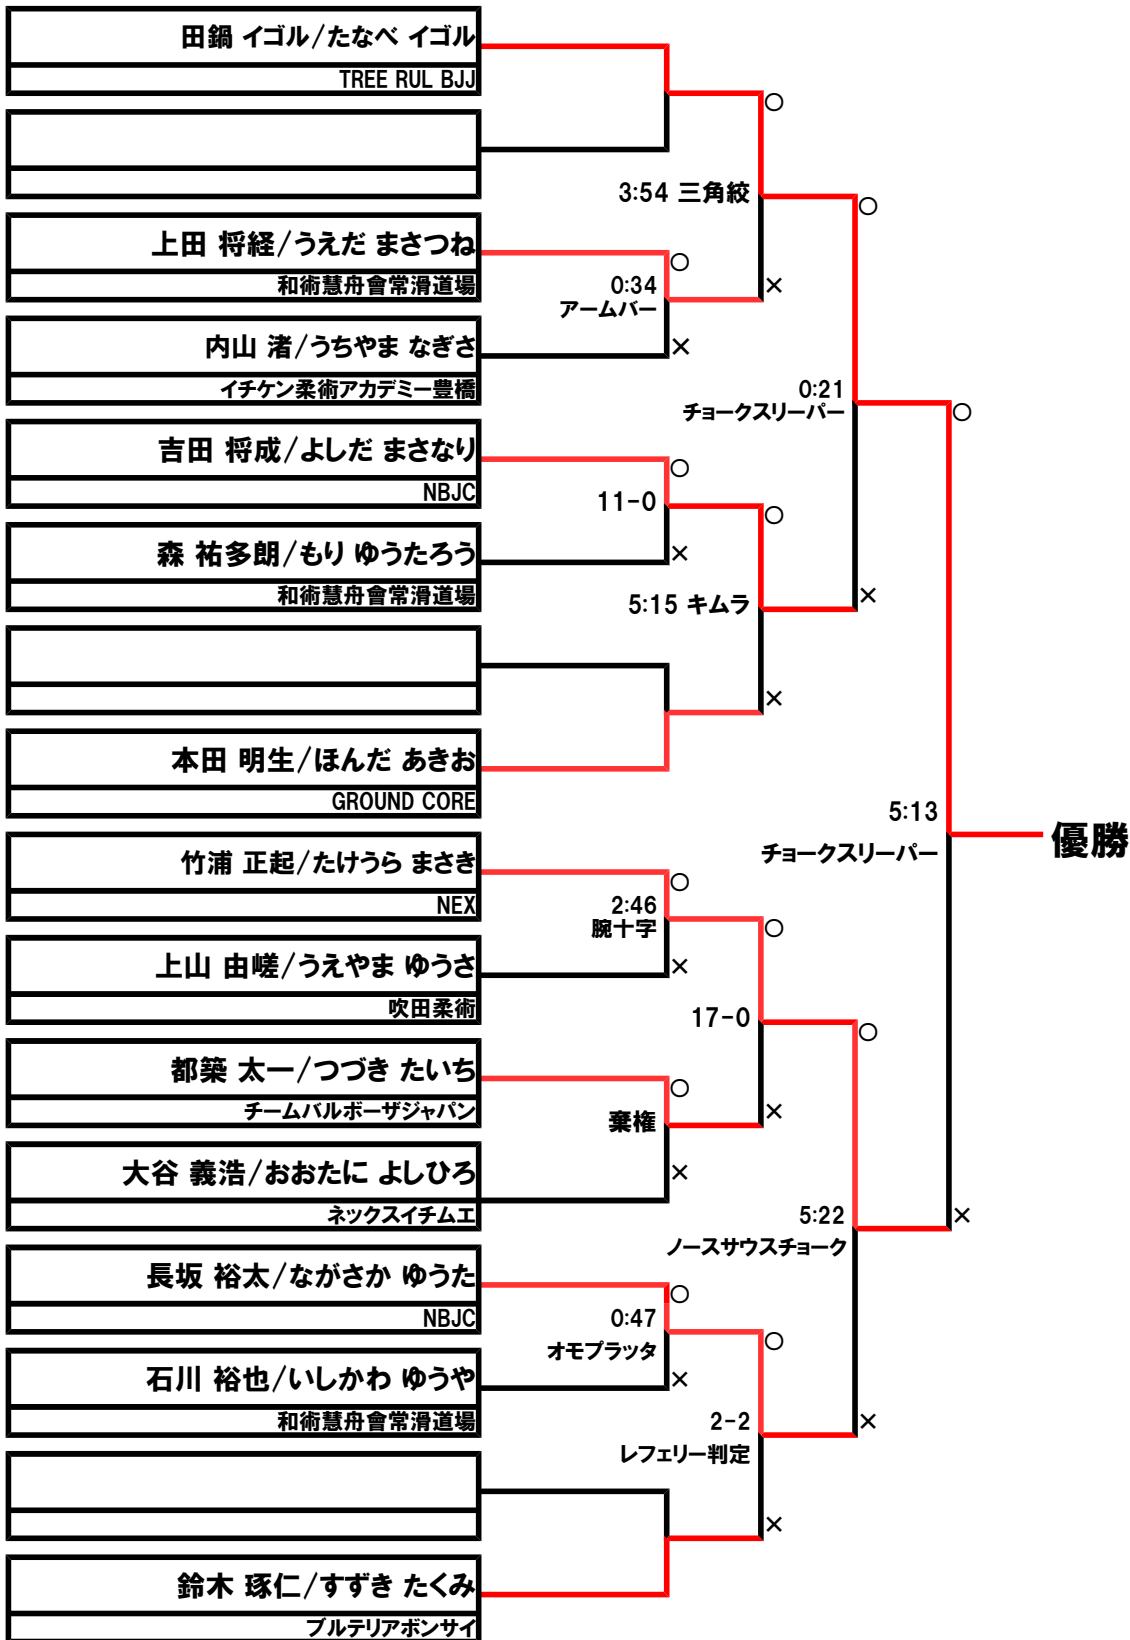 田鍋 イゴル/たなべ イゴル
TREE RUL BJJ
○
3:54 三角絞
○
上田 将経/うえだ まさつね
○
和術慧舟會常滑道場
0:34
×
アームバー
内山 渚/うちやま なぎさ
×
イチケン柔術アカデミー豊橋
0:21
チョークスリーパー
○
吉田 将成/よしだ まさなり
○
NBJC
11-0
○
森 祐多朗/もり ゆうたろう
×
和術慧舟會常滑道場
5:15 キムラ
×
×
本田 明生/ほんだ あきお
GROUND CORE
5:13
優勝
チョークスリーパー
竹浦 正起/たけうら まさき
○
NEX
2:46
腕十字
○
上山 由嵯/うえやま ゆうさ
×
吹田柔術
17-0
○
都築 太一/つづき たいち
○
チームバルボーザジャパン
棄権
×
大谷 義浩/おおたに よしひろ
×
ネックスイチムエ
5:22
×
ノースサウスチョーク
長坂 裕太/ながさか ゆうた
○
NBJC
0:47
オモプラッタ
○
石川 裕也/いしかわ ゆうや
×
和術慧舟會常滑道場
2-2
×
レフェリー判定
×
鈴木 琢仁/すずき たくみ
ブルテリアボンサイ